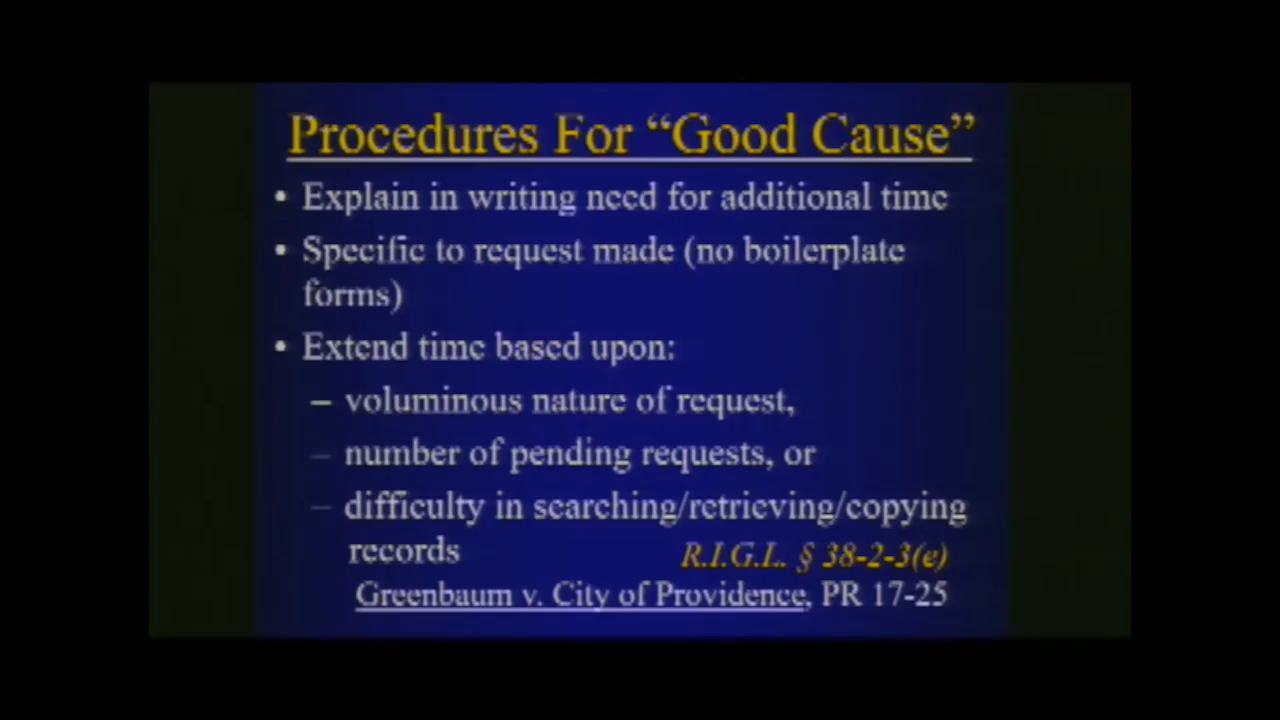 Procedures For “Good Cause”
• Explain in writing need for additional time
• Specific to request made (no boilerplate
forms)
• Extend time based upon:
– voluminous nature of request,
– number of pending requests, or
– difficulty in searching/retrieving/copying
records R.I.G.L. § 38-2-3(e)
Greenbaum v. City of Providence, PR 17-25